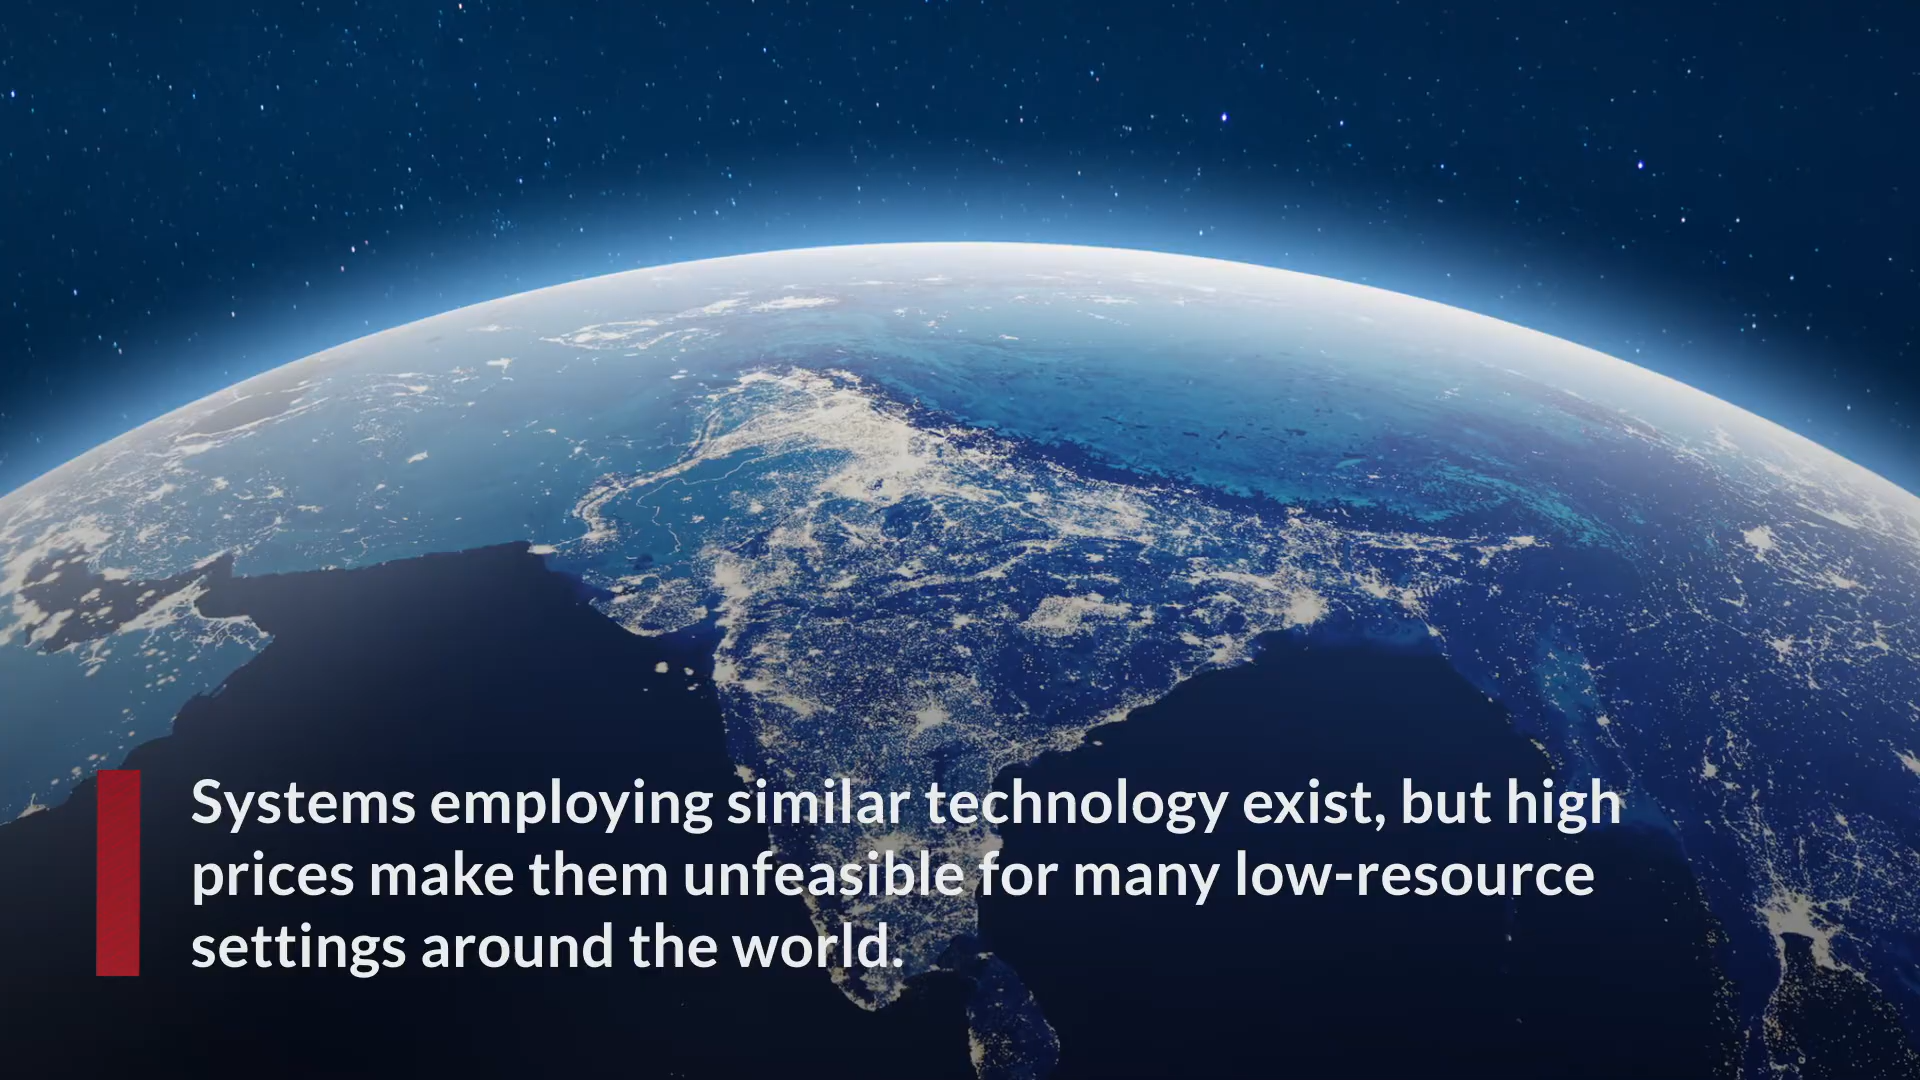 Systems employing similar technology exist, but high
prices make them unfeasible for many low-resource
settings around the world.